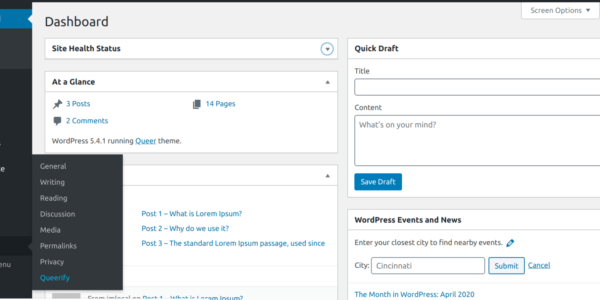 Screen Options ▼
Dashboard
Site Health Status
At a Glance
3 Posts
14 Pages
2 Comments
WordPress 5.4.1 running Queer theme.
General
Writing
Reading
Discussion
Media
Permalinks
Privacy
Queerify
enu
Post 1 – What is Lorem Ipsum?
Post 2 – Why do we use it?
Post 3 – The standard Lorem Ipsum passage, used since
on Post 1 – What is Lorem Ipsum?
Quick Draft
Title
Content
What's on your mind?
Save Draft
WordPress Events and News
Enter your closest city to find nearby events.
City:
Cincinnati
Submit
Cancel
The Month in WordPress: April 2020